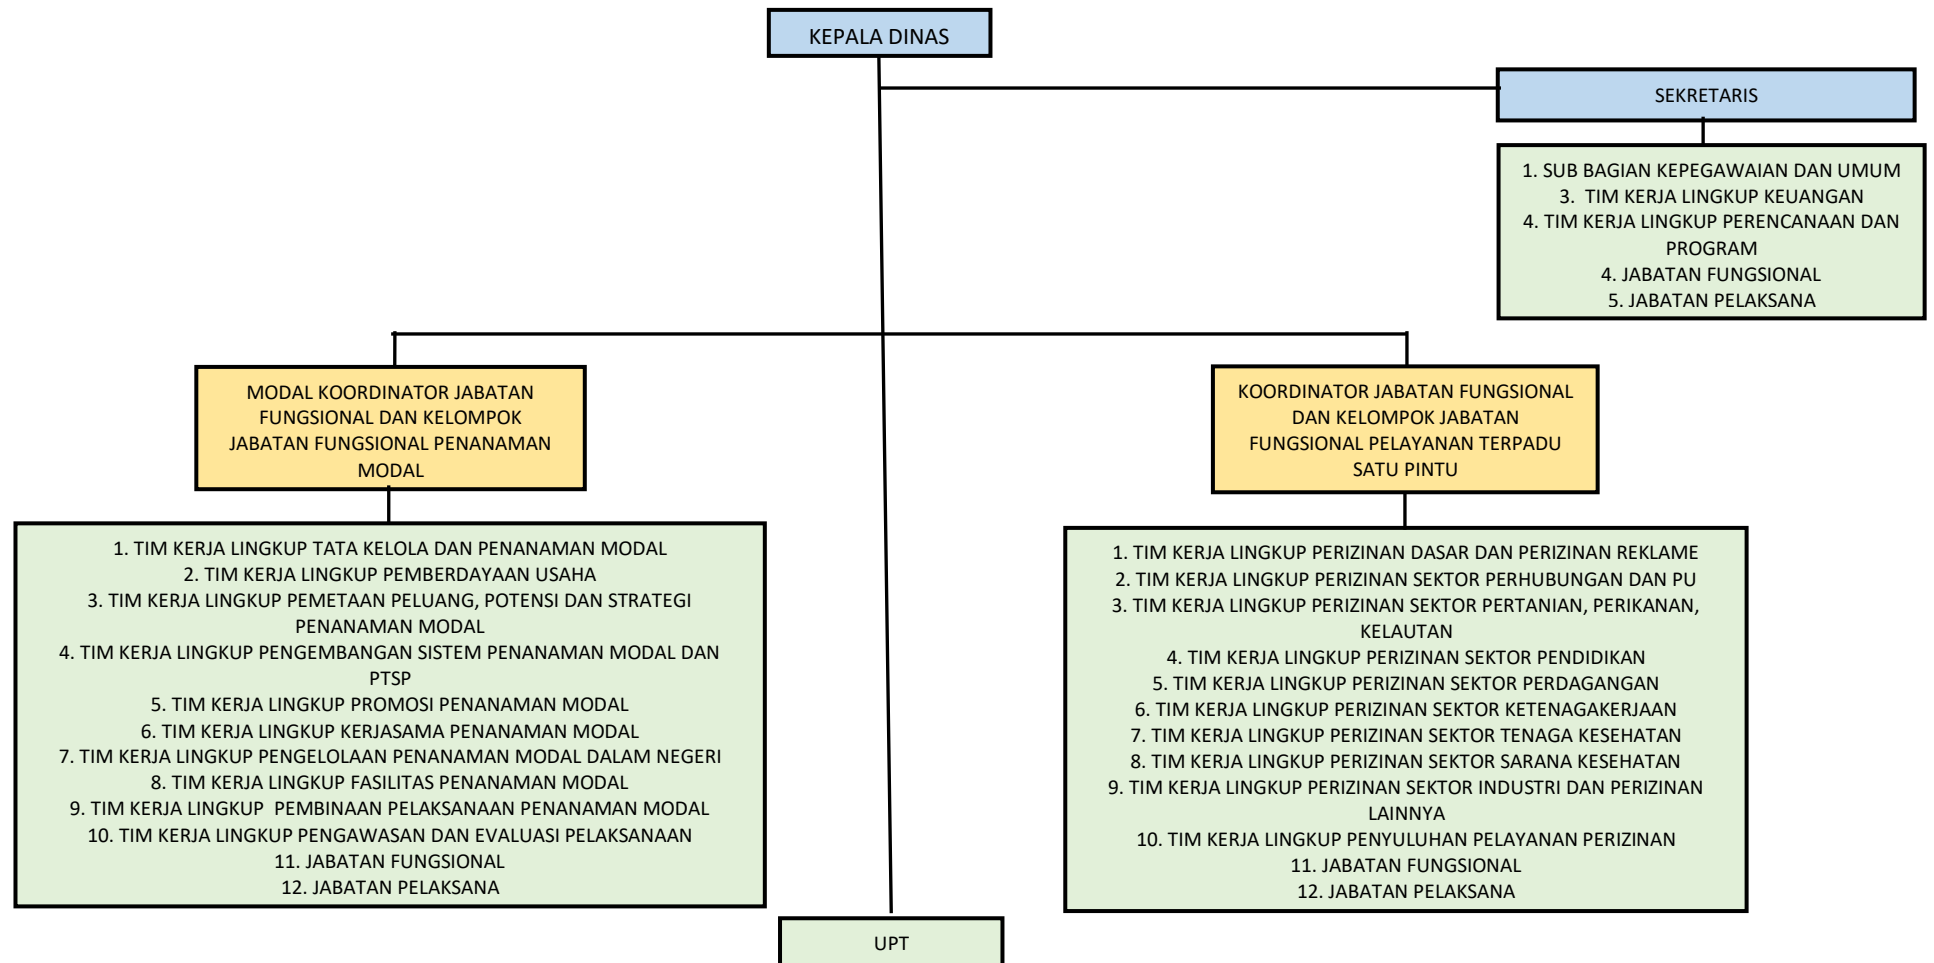 KEPALA DINAS
SEKRETARIS
1. SUB BAGIAN KEPEGAWAIAN DAN UMUM
3. TIM KERJA LINGKUP KEUANGAN
4. TIM KERJA LINGKUP PERENCANAAN DAN
PROGRAM
4. JABATAN FUNGSIONAL
5. JABATAN PELAKSANA
MODAL KOORDINATOR JABATAN
FUNGSIONAL DAN KELOMPOK
JABATAN FUNGSIONAL PENANAMAN
MODAL
KOORDINATOR JABATAN FUNGSIONAL
DAN KELOMPOK JABATAN
FUNGSIONAL PELAYANAN TERPADU
SATU PINTU
1. TIM KERJA LINGKUP TATA KELOLA DAN PENANAMAN MODAL
2. TIM KERJA LINGKUP PEMBERDAYAAN USAHA
3. TIM KERJA LINGKUP PEMETAAN PELUANG, POTENSI DAN STRATEGI
PENANAMAN MODAL
4. TIM KERJA LINGKUP PENGEMBANGAN SISTEM PENANAMAN MODAL DAN
PTSP
5. TIM KERJA LINGKUP PROMOSI PENANAMAN MODAL
6. TIM KERJA LINGKUP KERJASAMA PENANAMAN MODAL
7. TIM KERJA LINGKUP PENGELOLAAN PENANAMAN MODAL DALAM NEGERI
8. TIM KERJA LINGKUP FASILITAS PENANAMAN MODAL
9. TIM KERJA LINGKUP PEMBINAAN PELAKSANAAN PENANAMAN MODAL
10. TIM KERJA LINGKUP PENGAWASAN DAN EVALUASI PELAKSANAAN
11. JABATAN FUNGSIONAL
12. JABATAN PELAKSANA
1. TIM KERJA LINGKUP PERIZINAN DASAR DAN PERIZINAN REKLAME
2. TIM KERJA LINGKUP PERIZINAN SEKTOR PERHUBUNGAN DAN PU
3. TIM KERJA LINGKUP PERIZINAN SEKTOR PERTANIAN, PERIKANAN,
KELAUTAN
4. TIM KERJA LINGKUP PERIZINAN SEKTOR PENDIDIKAN
5. TIM KERJA LINGKUP PERIZINAN SEKTOR PERDAGANGAN
6. TIM KERJA LINGKUP PERIZINAN SEKTOR KETENAGAKERJAAN
7. TIM KERJA LINGKUP PERIZINAN SEKTOR TENAGA KESEHATAN
8. TIM KERJA LINGKUP PERIZINAN SEKTOR SARANA KESEHATAN
9. TIM KERJA LINGKUP PERIZINAN SEKTOR INDUSTRI DAN PERIZINAN
LAINNYA
10. TIM KERJA LINGKUP PENYULUHAN PELAYANAN PERIZINAN
11. JABATAN FUNGSIONAL
12. JABATAN PELAKSANA
UPT